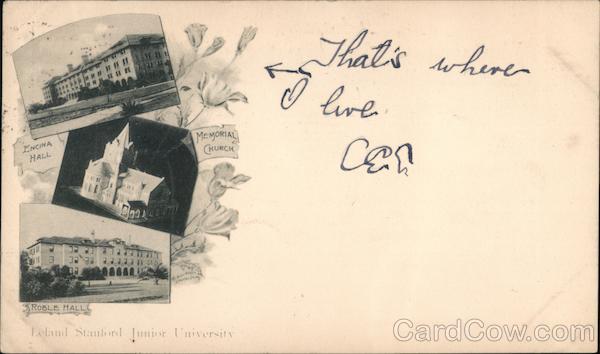 ENCINA
HALL
MEMORIAL
CHURCH
ROBLE HALL
Leland Stanford Junior University
That's where
I live
CardCow.com